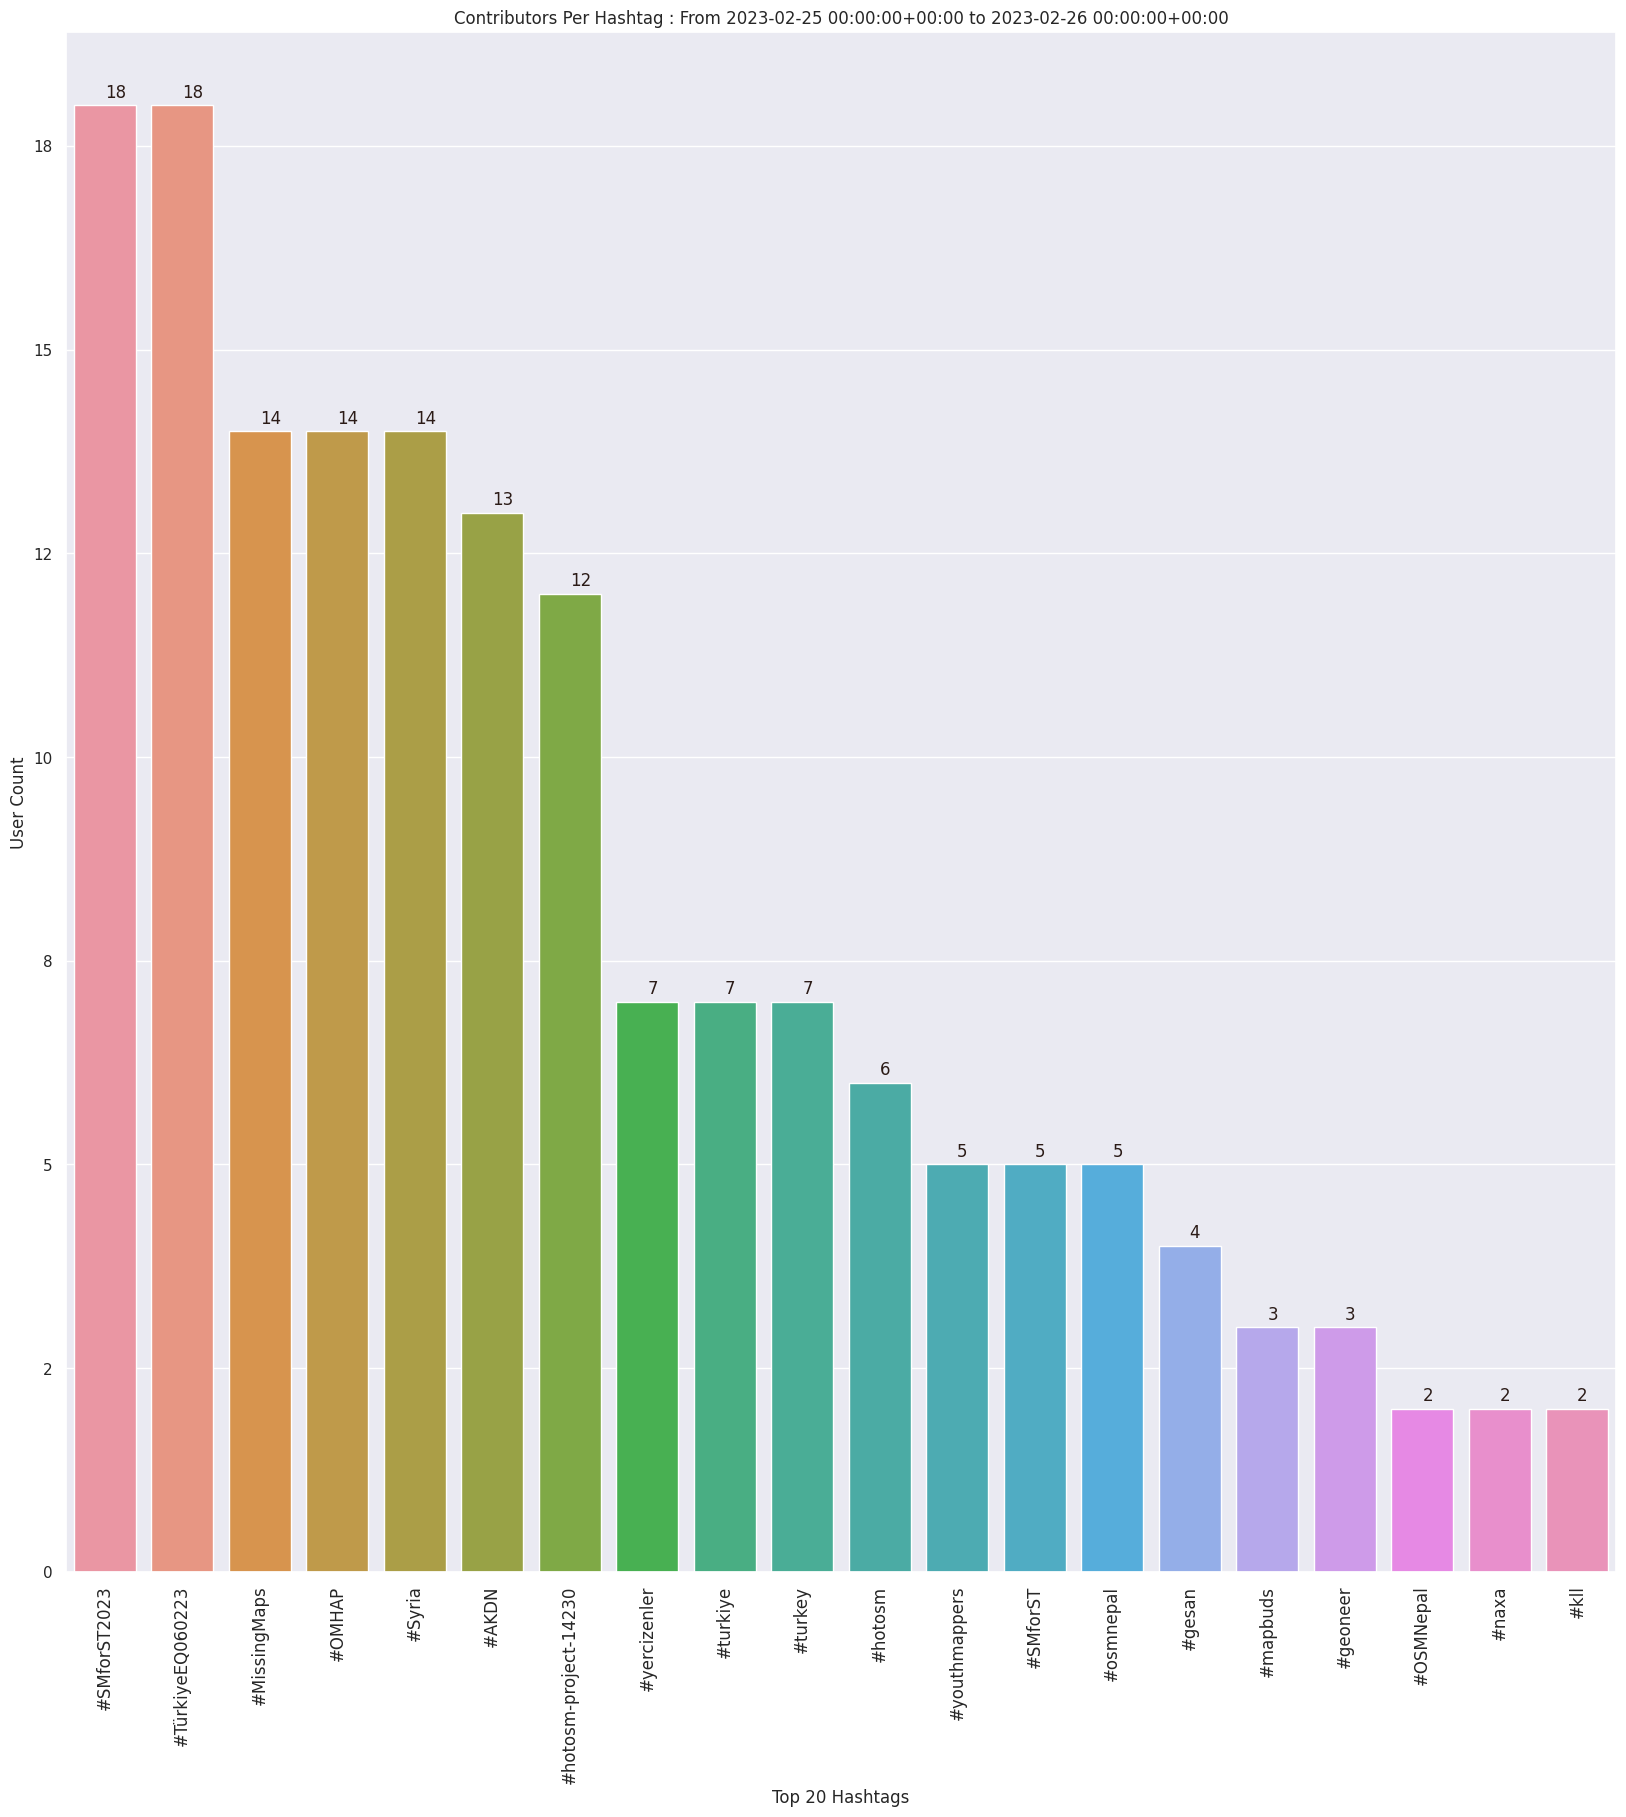 Contributors Per Hashtag : From 2023-02-25 00:00:00+00:00 to 2023-02-26 00:00:00+00:00
18
18
14
14
14
13
12
7
7
7
6
5
5
5
4
3
3
2
2
2
18
15
12
10
8
5
2
0
User Count
#SMforST2023
#TürkiyeEQ060223
#MissingMaps
#OMHAP
#Syria
#AKDN
#hotosm-project-14230
#yercizenler
#turkiye
#turkey
#hotosm
#youthmappers
#SMforST
#osmnepal
#gesan
#mapbuds
#geoneer
#OSMNepal
#naxa
#kll
Top 20 Hashtags